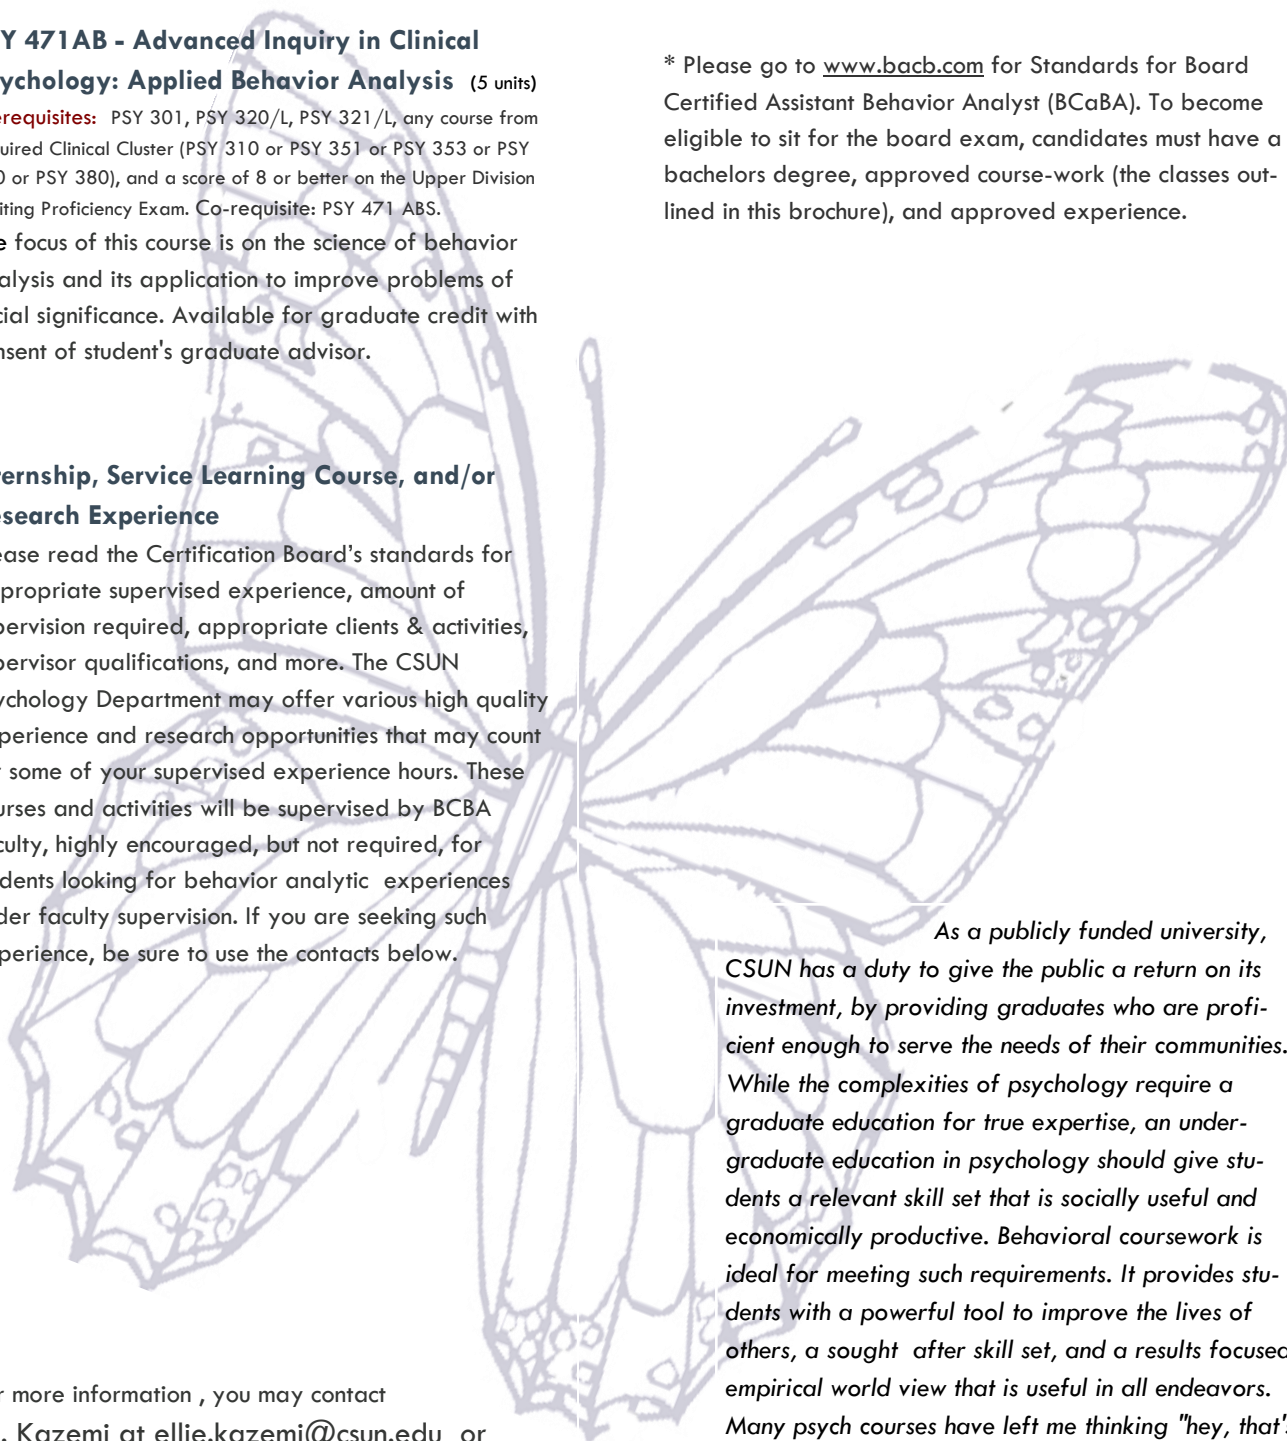 Y 471AB - Advanced Inquiry in Clinical
ychology: Applied Behavior Analysis (5 units)
requisites: PSY 301, PSY 320/L, PSY 321/L, any course from
uired Clinical Cluster (PSY 310 or PSY 351 or PSY 353 or PSY
0 or PSY 380), and a score of 8 or better on the Upper Division
iting Proficiency Exam. Co-requisite: PSY 471 ABS.
e focus of this course is on the science of behavior
alysis and its application to improve problems of
cial significance. Available for graduate credit with
nsent of student's graduate advisor.
ernship, Service Learning Course, and/or
search Experience
ease read the Certification Board's standards for
propriate supervised experience, amount of
pervision required, appropriate clients & activities,
pervisor qualifications, and more. The CSUN
ychology Department may offer various high quality
perience and research opportunities that may count
r some of your supervised experience hours. These
urses and activities will be supervised by BCBA
culty, highly encouraged, but not required, for
dents looking for behavior analytic experiences
der faculty supervision. If you are seeking such
perience, be sure to use the contacts below.
r more information , you may contact
. Kazemi at ellie.kazemi@csun.edu or
* Please go to www.bacb.com for Standards for Board
Certified Assistant Behavior Analyst (BCaBA). To become
eligible to sit for the board exam, candidates must have a
bachelors degree, approved course-work (the classes out-
lined in this brochure), and approved experience.
As a publicly funded university,
CSUN has a duty to give the public a return on its
investment, by providing graduates who are profi-
cient enough to serve the needs of their communities.
While the complexities of psychology require a
graduate education for true expertise, an under-
graduate education in psychology should give stu-
dents a relevant skill set that is socially useful and
economically productive. Behavioral coursework is
ideal for meeting such requirements. It provides stu-
dents with a powerful tool to improve the lives of
others, a sought after skill set, and a results focused
empirical world view that is useful in all endeavors.
Many psych courses have left me thinking "hey, that'